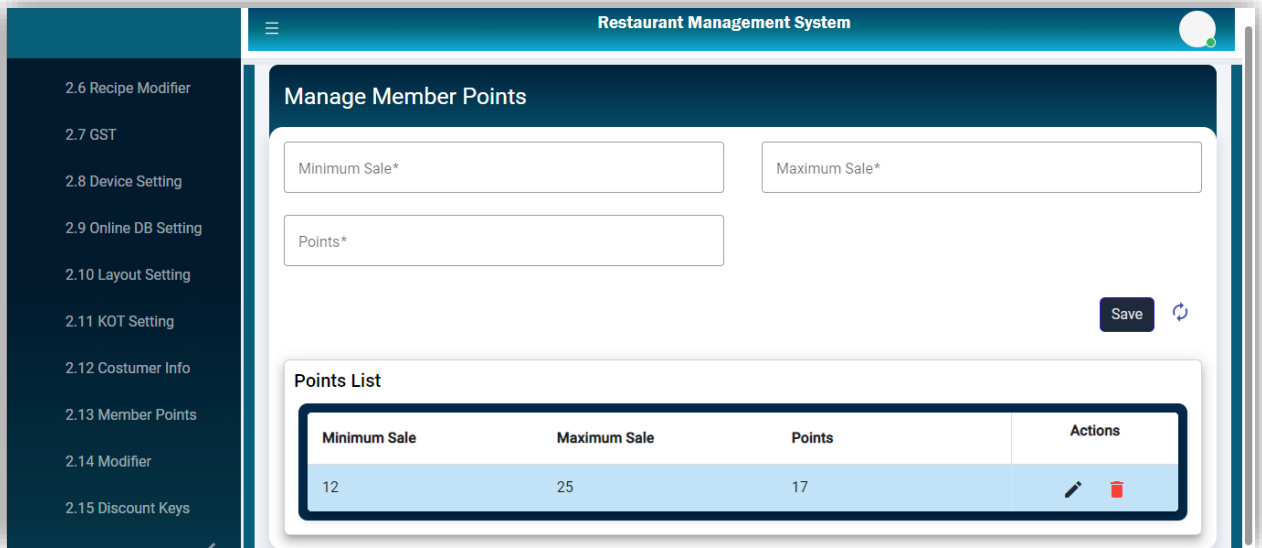 Restaurant Management System
2.6 Recipe Modifier
2.7 GST
2.8 Device Setting
2.9 Online DB Setting
2.10 Layout Setting
2.11 KOT Setting
2.12 Costumer Info
2.13 Member Points
2.14 Modifier
2.15 Discount Keys
Manage Member Points
Minimum Sale*
Maximum Sale*
Points*
Save
Points List
Minimum Sale Maximum Sale Points Actions
12 25 17